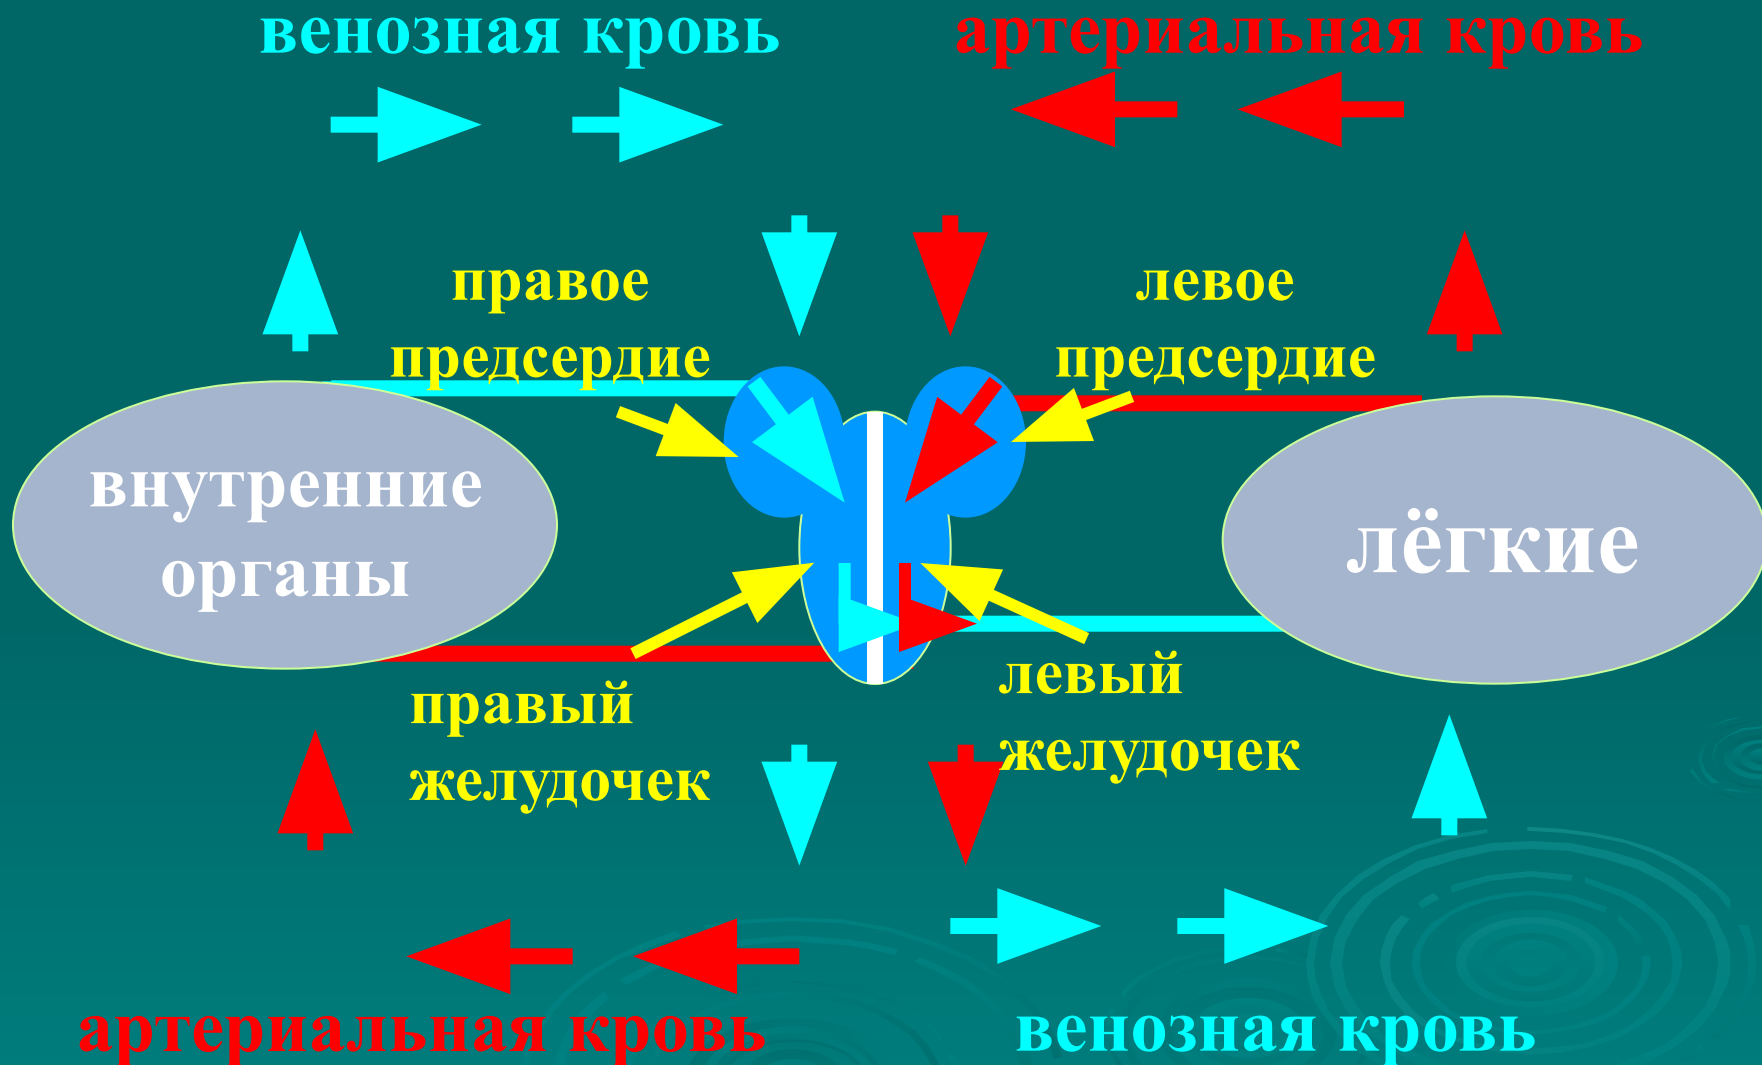 венозная кровь
артериальная кровь
правое
предсердие
левое
предсердие
внутренние
органы
лёгкие
правый
желудочек
левый
желудочек
артериальная кровь
венозная кровь